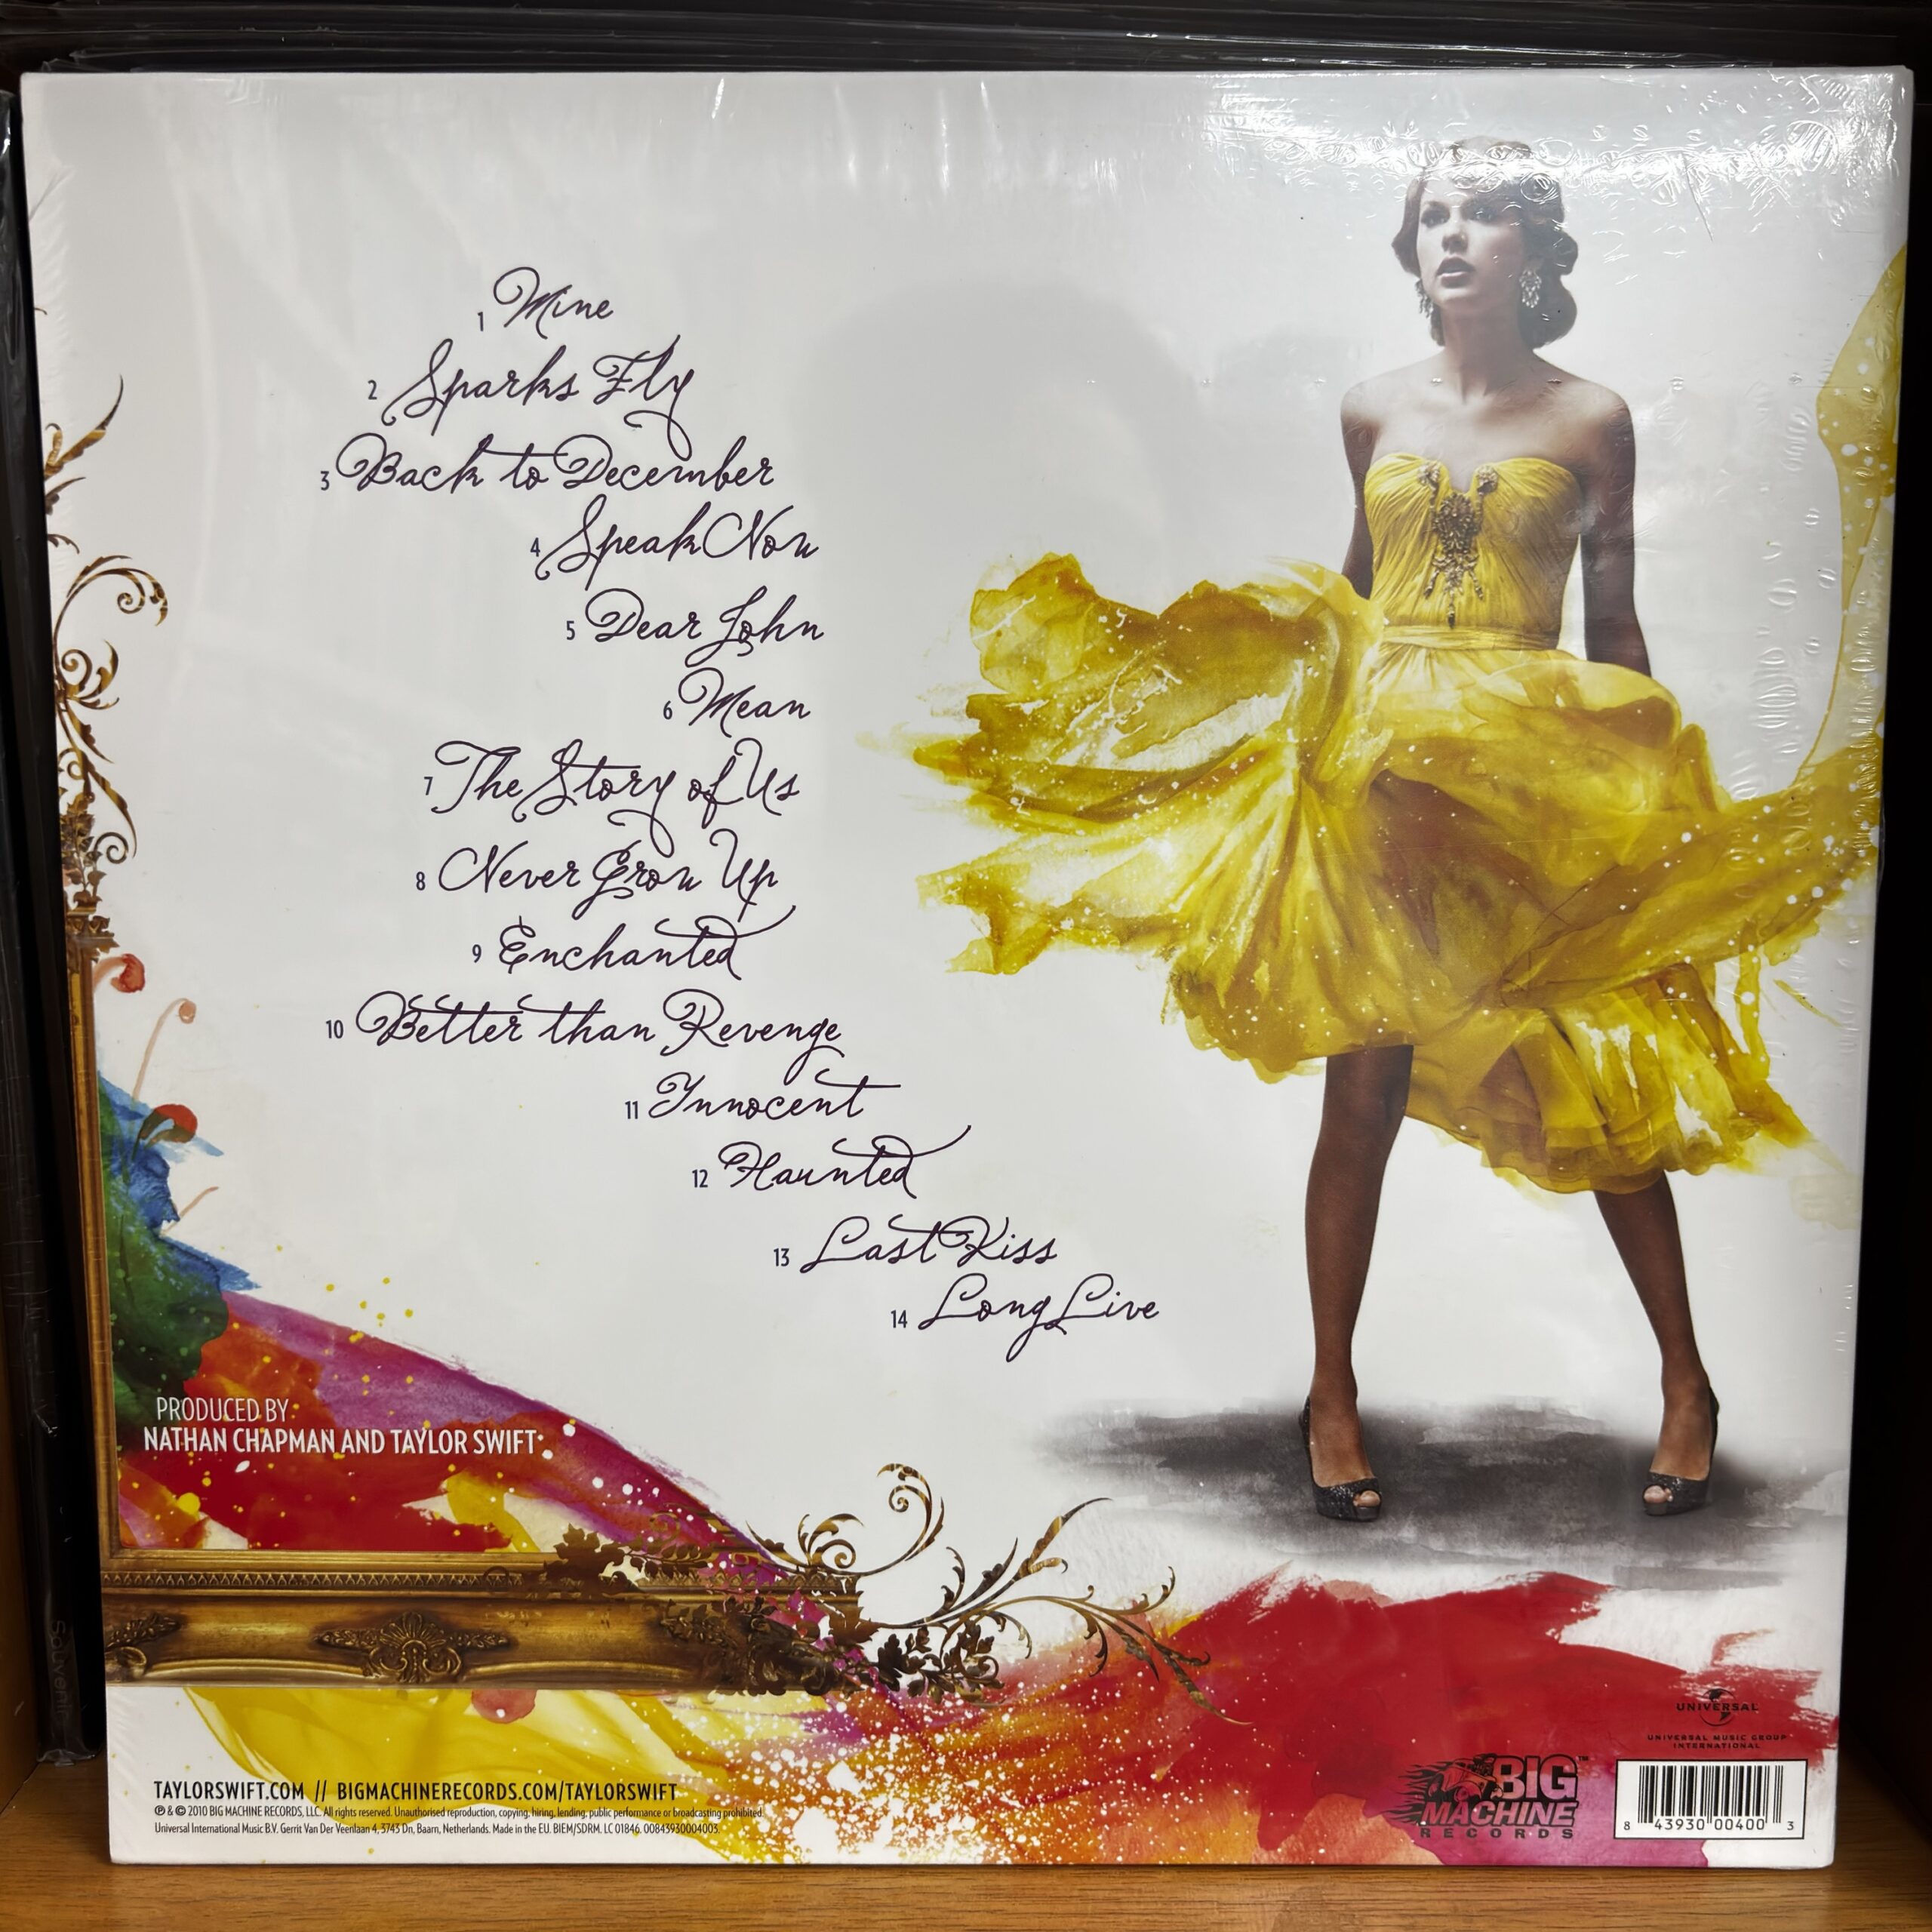 1 Mine
2 Sparks Fly
3 Back to December
4 Speak Now
5 Dear John
6 Mean
7 The Story of Us
8 Never Grow Up
9 Enchanted
10 Better than Revenge
11 Innocent
12 Haunted
13 Last Kiss
14 Long Live
PRODUCED BY
NATHAN CHAPMAN AND TAYLOR SWIFT
Souvenir
TAYLORSWIFT.COM // BIGMACHINERECORDS.COM/TAYLORSWIFT
℗ & © 2010 BIG MACHINE RECORDS, LLC. All rights reserved. Unauthorised reproduction, copying, hiring, lending, public performance or broadcasting prohibited
Universal International Music B.V. Gerrit Van Der Veenlaan 4, 3743 Dn, Baarn, Netherlands. Made in the EU. BIEM/SDRM. LC 01846. 00843930004003.
BIG™
MACHINE
RECORDS
UNIVERSAL
UNIVERSAL MUSIC GROUP
INTERNATIONAL
8 43930 00400 3